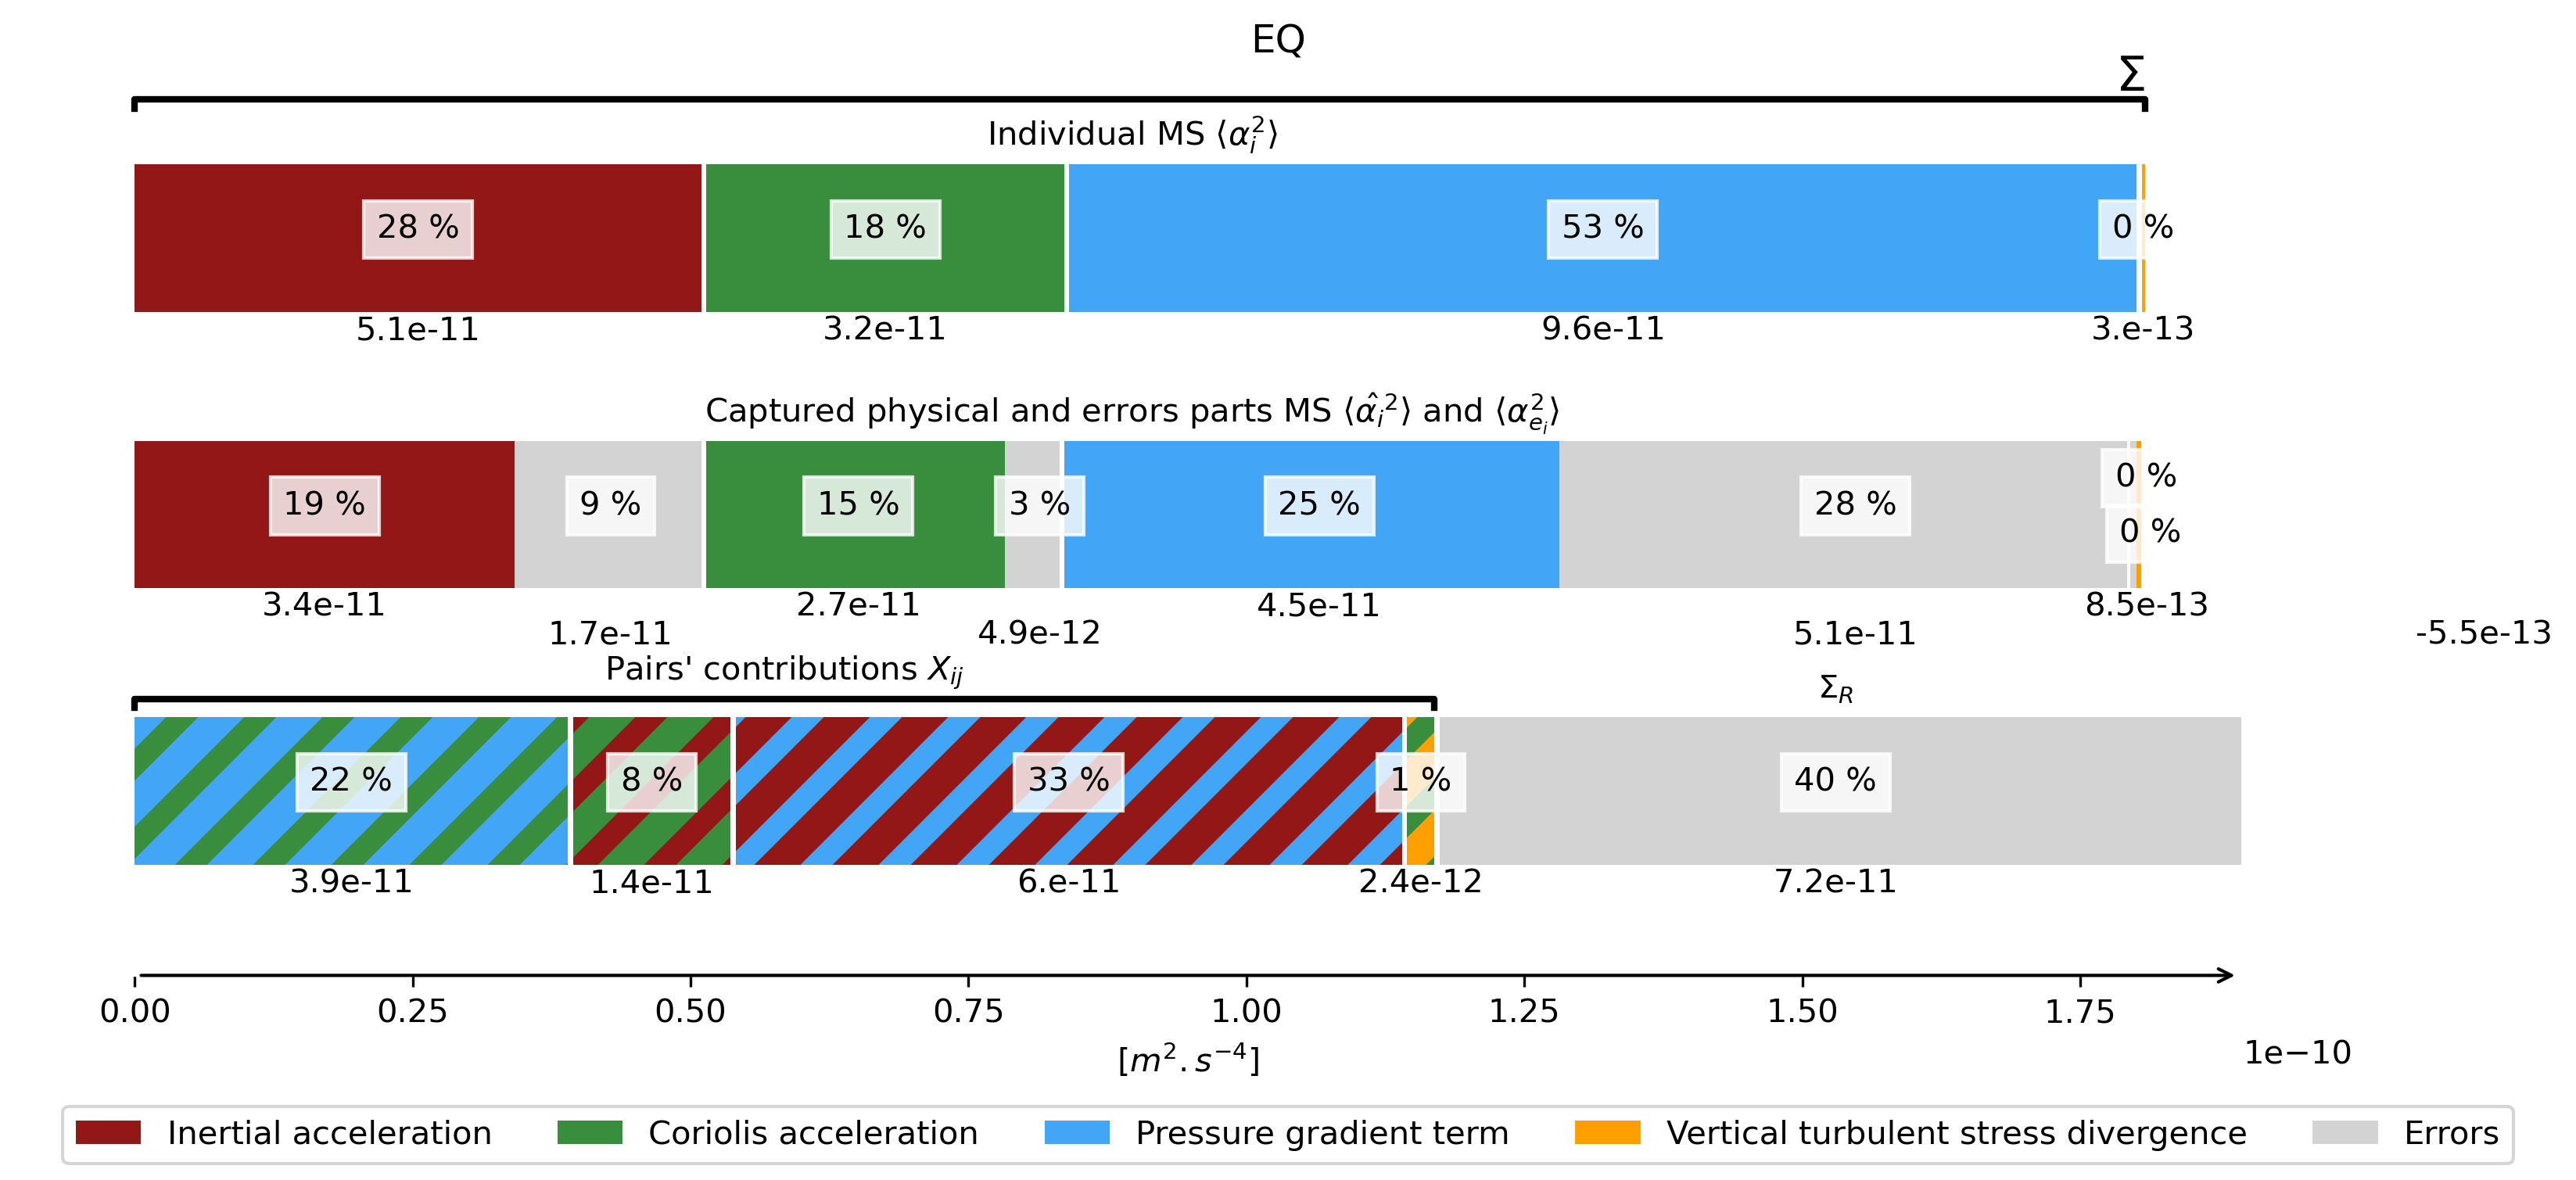 EQ
Σ
Individual MS ⟨α_i^2⟩
28 % 18 % 53 % 0 %
5.1e-11 3.2e-11 9.6e-11 3.e-13
Captured physical and errors parts MS ⟨α̂_i^2⟩ and ⟨α_{e_i}^2⟩
0 %
19 % 9 % 15 % 3 % 25 % 28 %
0 %
3.4e-11 2.7e-11 4.5e-11 8.5e-13
1.7e-11 4.9e-12 5.1e-11 -5.5e-13
Pairs' contributions X_{ij} Σ_R
22 % 8 % 33 % 1 % 40 %
3.9e-11 1.4e-11 6.e-11 2.4e-12 7.2e-11
0.00 0.25 0.50 0.75 1.00 1.25 1.50 1.75
1e−10
[m^2.s^{−4}]
Inertial acceleration Coriolis acceleration Pressure gradient term Vertical turbulent stress divergence Errors